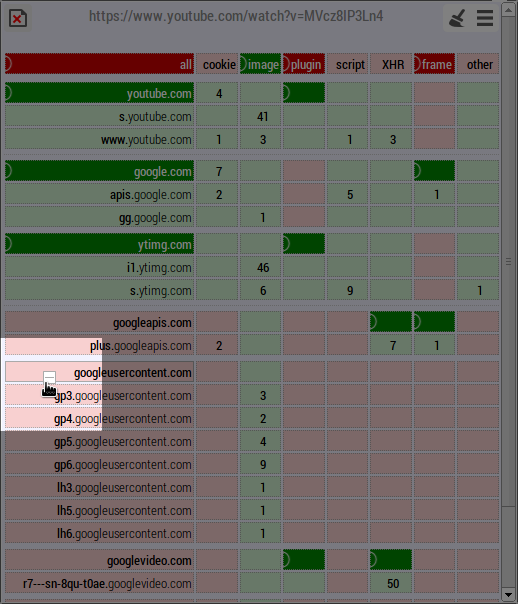 https://www.youtube.com/watch?v=MVcz8IP3Ln4
all cookie image plugin script XHR frame other
youtube.com 4
s.youtube.com 41
www.youtube.com 1 3 1 3
google.com 7
apis.google.com 2 5 1
gg.google.com 1
ytimg.com
i1.ytimg.com 46
s.ytimg.com 6 9 1
googleapis.com
plus.googleapis.com 2 7 1
googleusercontent.com
gp3.googleusercontent.com 3
gp4.googleusercontent.com 2
gp5.googleusercontent.com 4
gp6.googleusercontent.com 9
lh3.googleusercontent.com 1
lh5.googleusercontent.com 1
lh6.googleusercontent.com 1
googlevideo.com
r7---sn-8qu-t0ae.googlevideo.com 50